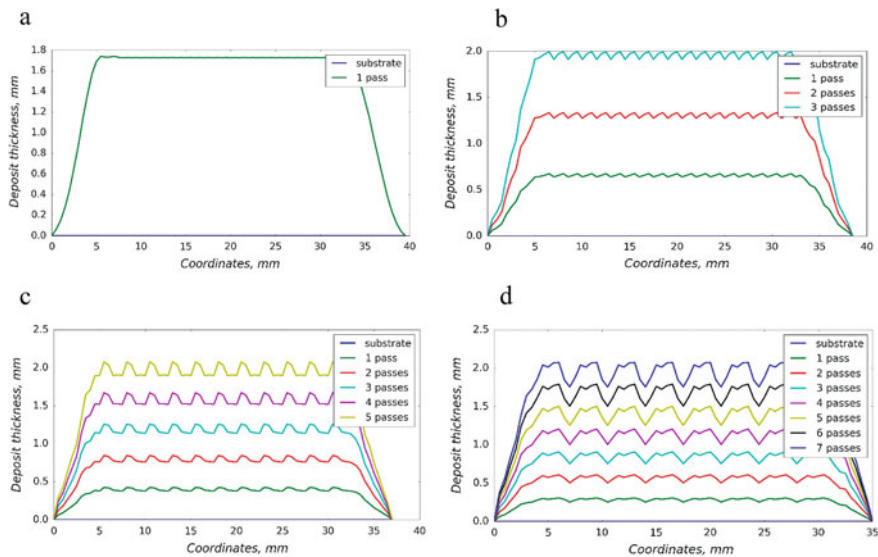 a
1.8
1.6
1.4
1.2
1.0
0.8
0.6
0.4
0.2
0.0
0 5 10 15 20 25 30 35 40
Deposit thickness, mm
Coordinates, mm
substrate
1 pass
b
2.0
1.5
1.0
0.5
0.0
0 5 10 15 20 25 30 35 40
Deposit thickness, mm
Coordinates, mm
substrate
1 pass
2 passes
3 passes
c
2.5
2.0
1.5
1.0
0.5
0.0
0 5 10 15 20 25 30 35 40
Deposit thickness, mm
Coordinates, mm
substrate
1 pass
2 passes
3 passes
4 passes
5 passes
d
2.5
2.0
1.5
1.0
0.5
0.0
0 5 10 15 20 25 30 35
Deposit thickness, mm
Coordinates, mm
substrate
1 pass
2 passes
3 passes
4 passes
5 passes
6 passes
7 passes